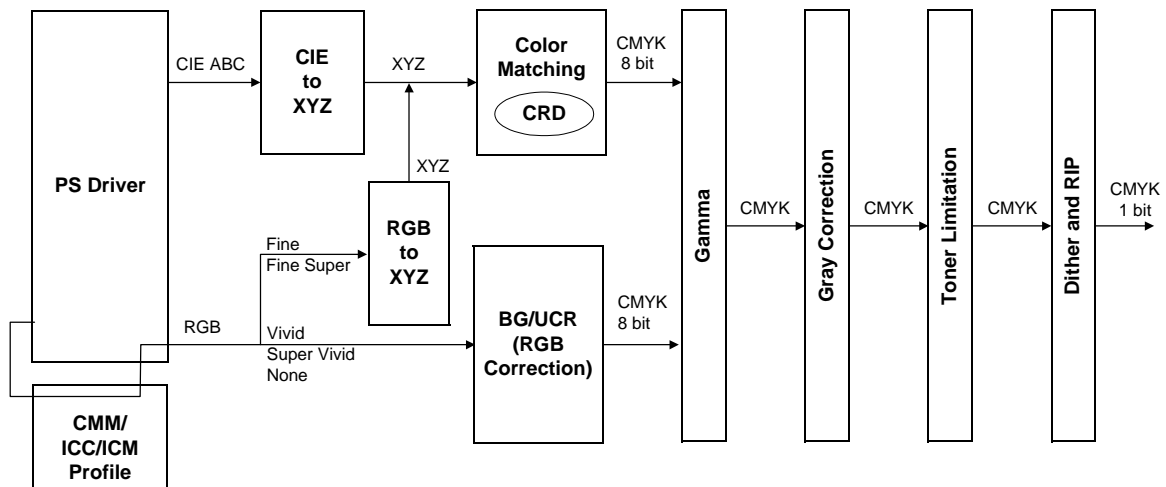 PS Driver
CIE ABC
CIE
to
XYZ
XYZ
Color
Matching
CRD
CMYK
8 bit
XYZ
RGB
to
XYZ
Fine
Fine Super
RGB
Vivid
Super Vivid
None
BG/UCR
(RGB
Correction)
CMYK
8 bit
CMM/
ICC/ICM
Profile
Gamma
CMYK
Gray Correction
CMYK
Toner Limitation
CMYK
Dither and RIP
CMYK
1 bit